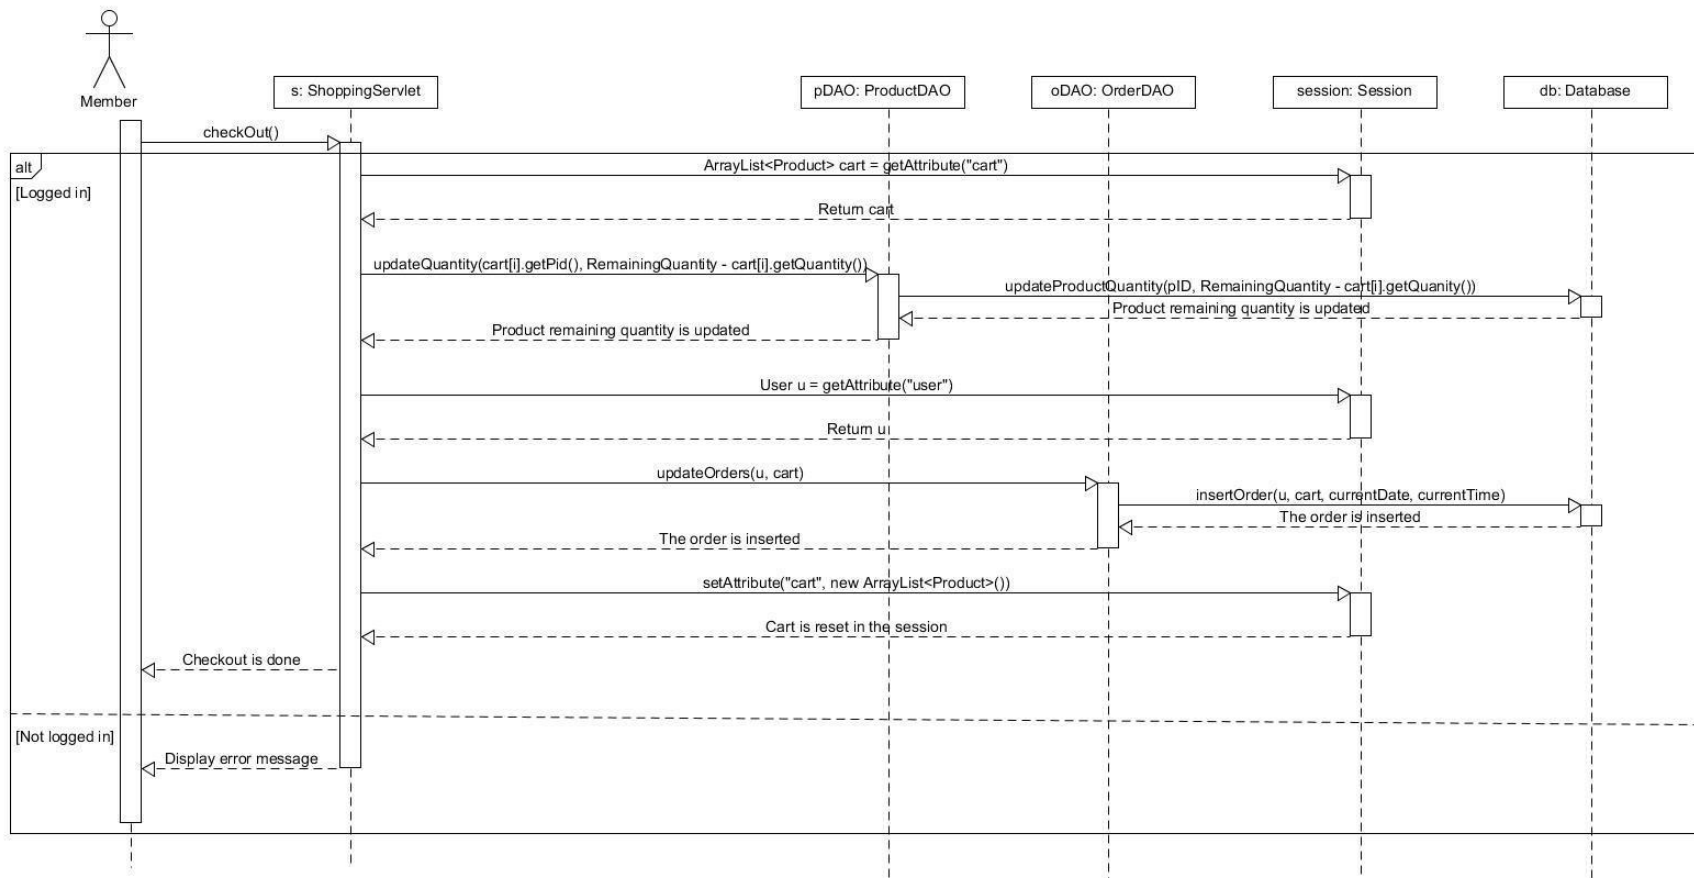 Member
s: ShoppingServlet
pDAO: ProductDAO
oDAO: OrderDAO
session: Session
db: Database
checkOut()
alt
[Logged in]
ArrayList<Product> cart = getAttribute("cart")
Return cart
updateQuantity(cart[i].getPid(), RemainingQuantity - cart[i].getQuantity())
updateProductQuantity(pID, RemainingQuantity - cart[i].getQuanity())
Product remaining quantity is updated
Product remaining quantity is updated
User u = getAttribute("user")
Return u
updateOrders(u, cart)
insertOrder(u, cart, currentDate, currentTime)
The order is inserted
The order is inserted
setAttribute("cart", new ArrayList<Product>())
Cart is reset in the session
Checkout is done
[Not logged in]
Display error message